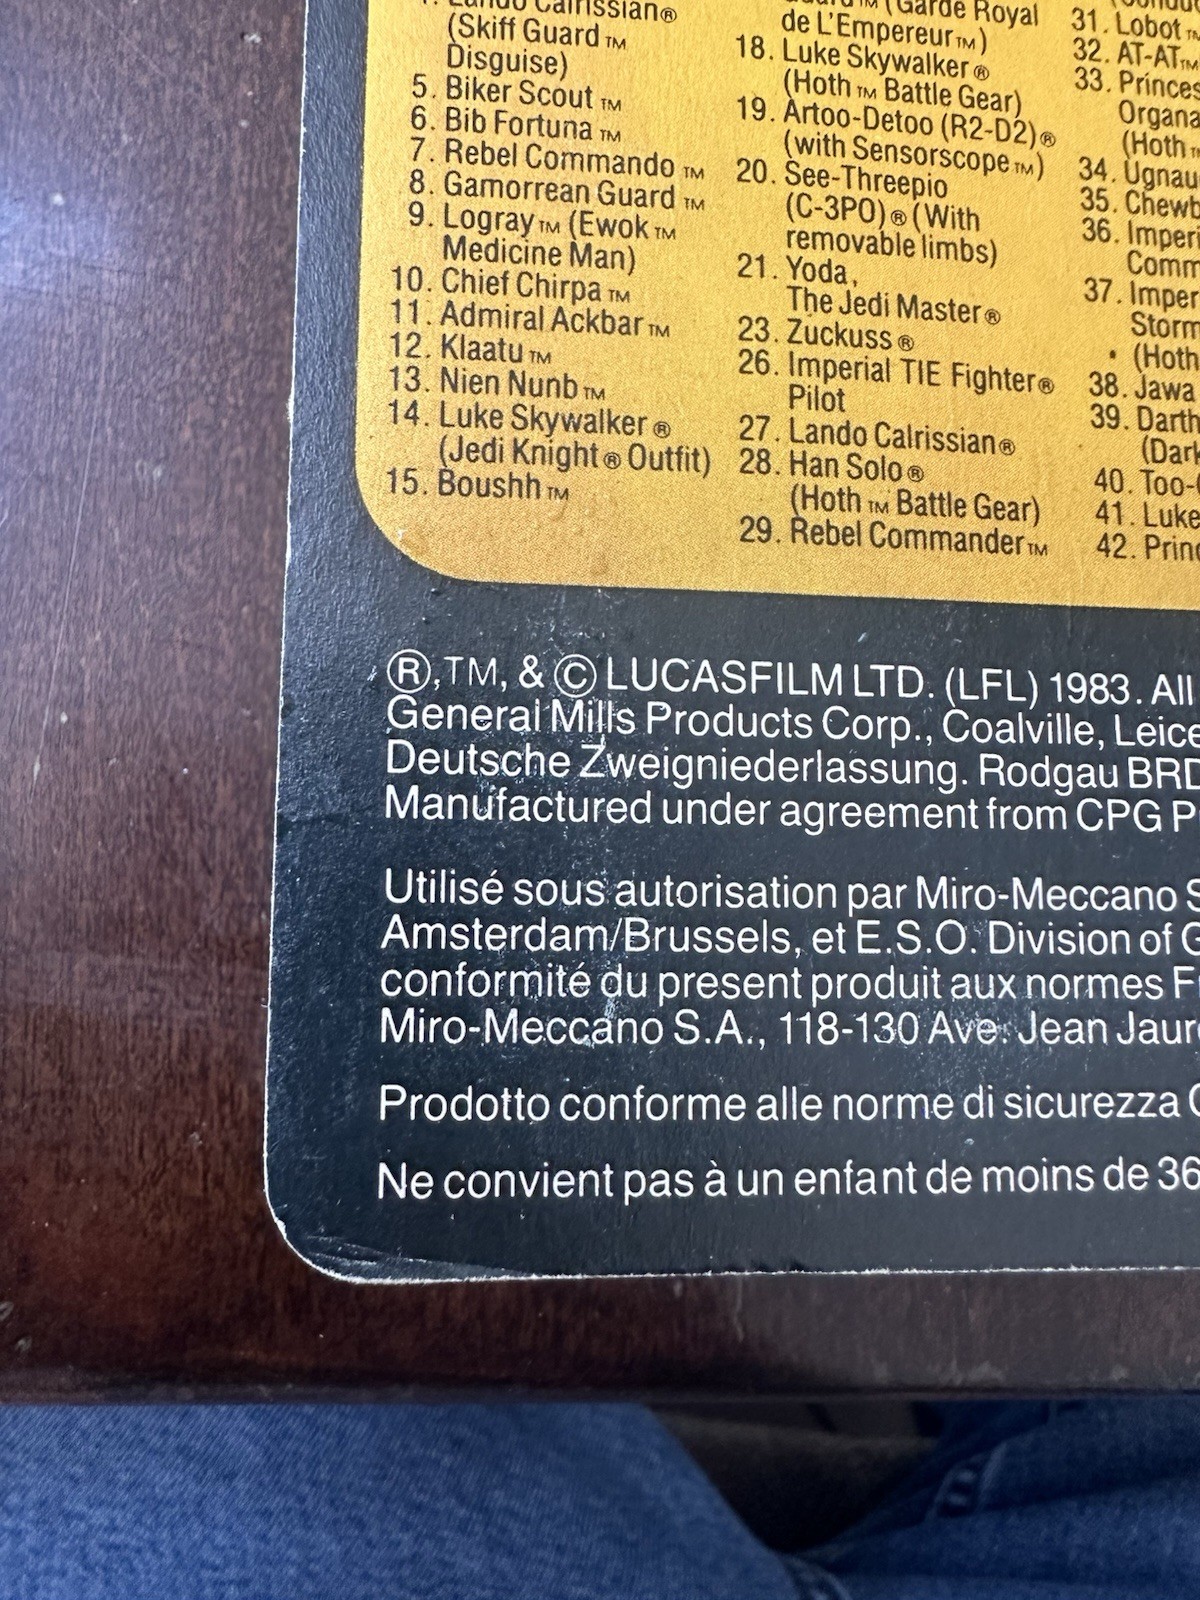 Lando Calrissian®
(Skiff Guard™
Disguise)
5. Biker Scout™
6. Bib Fortuna™
7. Rebel Commando™
8. Gamorrean Guard™
9. Logray™ (Ewok™
Medicine Man)
10. Chief Chirpa™
11. Admiral Ackbar™
12. Klaatu™
13. Nien Nunb™
14. Luke Skywalker®
(Jedi Knight® Outfit)
15. Boushh™
(Garde Royal
de L'Empereur™)
18. Luke Skywalker®
(Hoth™ Battle Gear)
19. Artoo-Detoo (R2-D2)®
(with Sensorscope™)
20. See-Threepio
(C-3PO)® (With
removable limbs)
21. Yoda,
The Jedi Master®
23. Zuckuss®
26. Imperial TIE Fighter®
Pilot
27. Lando Calrissian®
28. Han Solo®
(Hoth™ Battle Gear)
29. Rebel Commander™
31. Lobot™
32. AT-AT™
33. Princes
Organa
(Hoth
34. Ugnau
35. Chewb
36. Imperi
Comm
37. Imper
Storm
(Hoth
38. Jawa
39. Darth
(Dark
40. Too-
41. Luke
42. Princ
®, TM, & © LUCASFILM LTD. (LFL) 1983. All
General Mills Products Corp., Coalville, Leice
Deutsche Zweigniederlassung. Rodgau BRD
Manufactured under agreement from CPG P
Utilisé sous autorisation par Miro-Meccano S
Amsterdam/Brussels, et E.S.O. Division of G
conformité du present produit aux normes F
Miro-Meccano S.A., 118-130 Ave. Jean Jaur
Prodotto conforme alle norme di sicurezza
Ne convient pas à un enfant de moins de 36